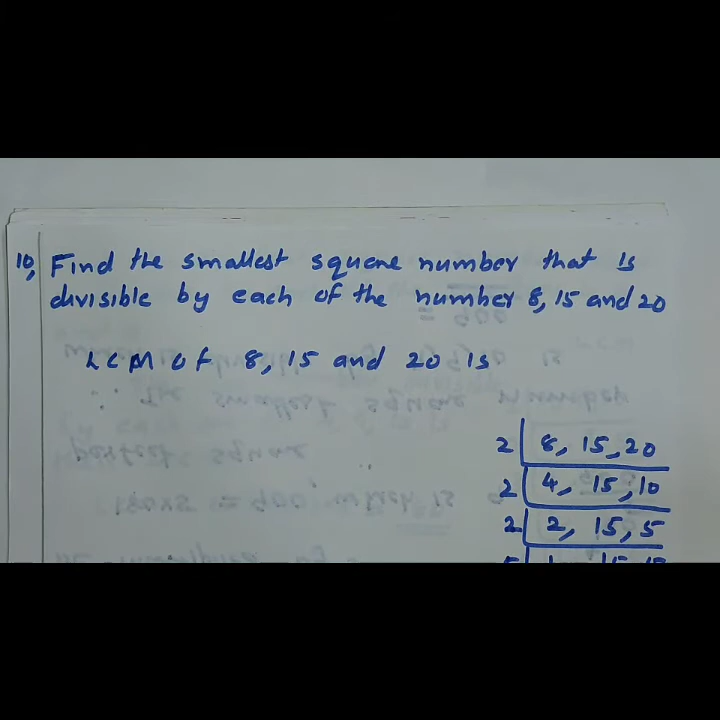 10, Find the smallest square number that is
divisible by each of the number 8, 15 and 20
LCM of 8, 15 and 20 is
2 8, 15, 20
2 4, 15, 10
2 2, 15, 5